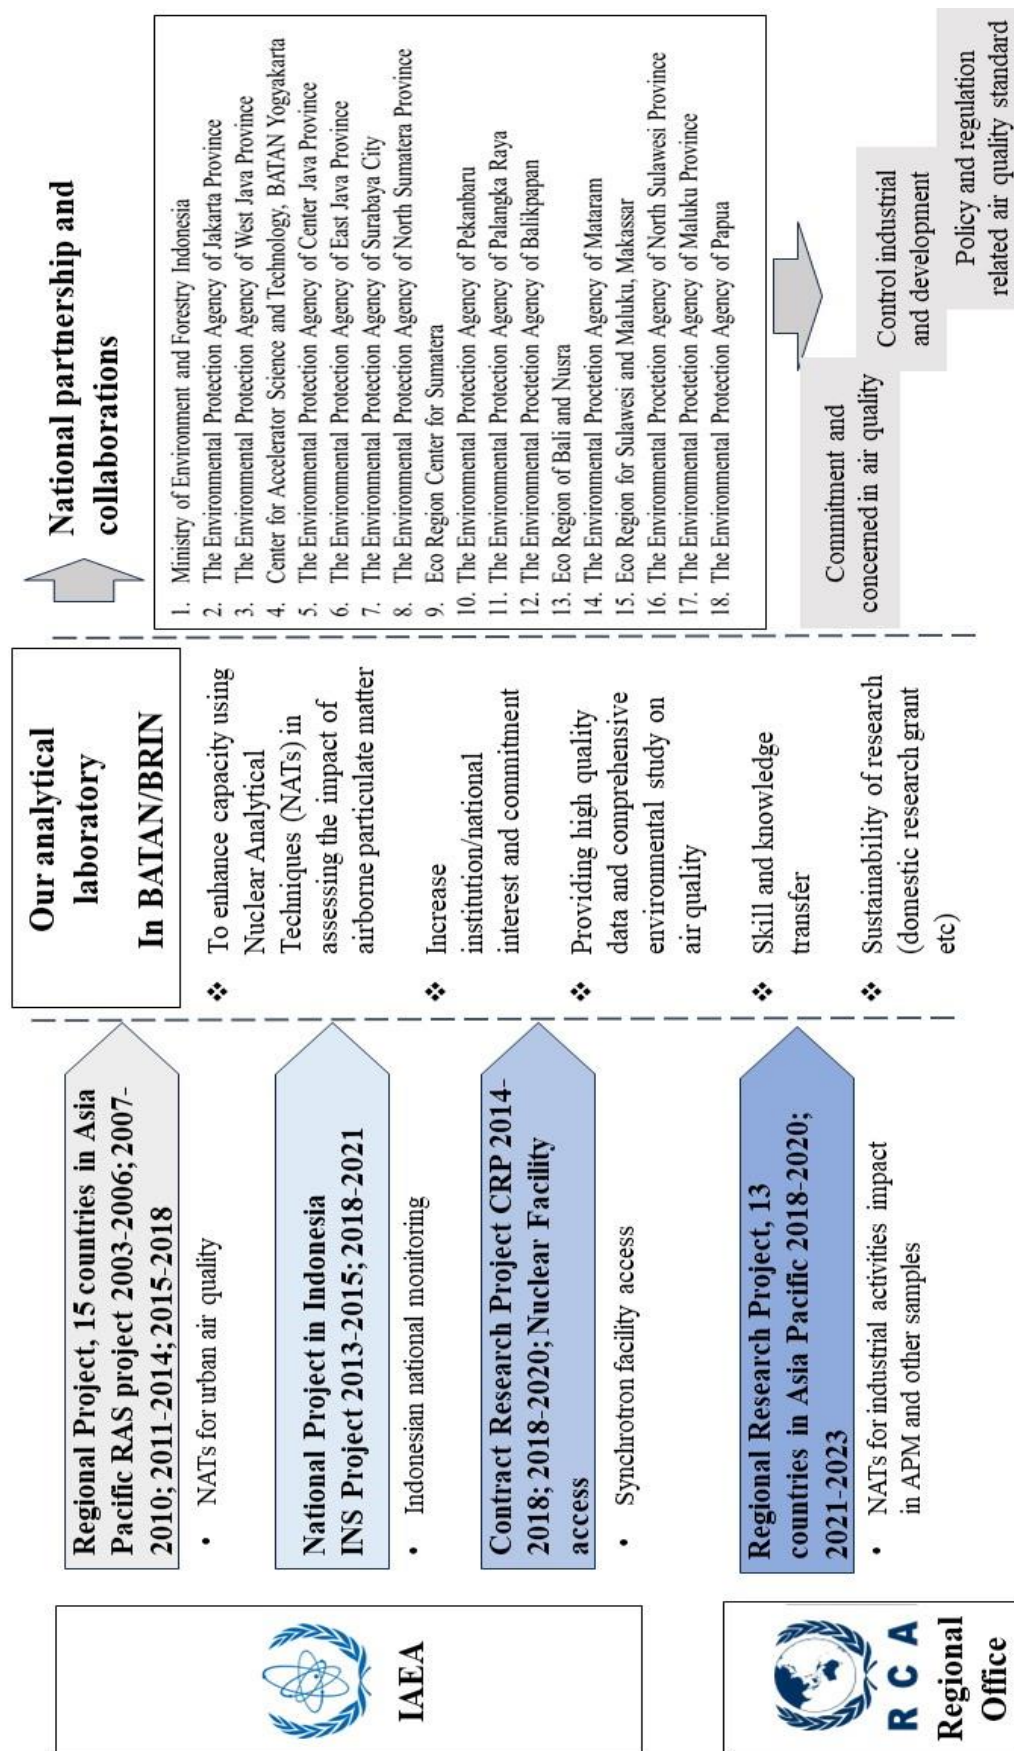 IAEA
RCA
Regional
Office
Regional Project, 15 countries in Asia
Pacific RAS project 2003-2006; 2007-
2010; 2011-2014; 2015-2018
• NATs for urban air quality
National Project in Indonesia
INS Project 2013-2015; 2018-2021
• Indonesian national monitoring
Contract Research Project CRP 2014-
2018; 2018-2020; Nuclear Facility
access
• Synchrotron facility access
Regional Research Project, 13
countries in Asia Pacific 2018-2020;
2021-2023
• NATs for industrial activities impact
in APM and other samples
Our analytical
laboratory
In BATAN/BRIN
❖ To enhance capacity using
Nuclear Analytical
Techniques (NATs) in
assessing the impact of
airborne particulate matter
❖ Increase
institution/national
interest and commitment
❖ Providing high quality
data and comprehensive
environmental study on
air quality
❖ Skill and knowledge
transfer
❖ Sustainability of research
(domestic research grant
etc)
National partnership and
collaborations
1. Ministry of Environment and Forestry Indonesia
2. The Environmental Protection Agency of Jakarta Province
3. The Environmental Protection Agency of West Java Province
4. Center for Accelerator Science and Technology, BATAN Yogyakarta
5. The Environmental Protection Agency of Center Java Province
6. The Environmental Protection Agency of East Java Province
7. The Environmental Protection Agency of Surabaya City
8. The Environmental Protection Agency of North Sumatera Province
9. Eco Region Center for Sumatera
10. The Environmental Protection Agency of Pekanbaru
11. The Environmental Protection Agency of Palangka Raya
12. The Environmental Proctetion Agency of Balikpapan
13. Eco Region of Bali and Nusra
14. The Environmental Proctetion Agency of Mataram
15. Eco Region for Sulawesi and Maluku, Makassar
16. The Environmental Proctetion Agency of North Sulawesi Province
17. The Environmental Proctetion Agency of Maluku Province
18. The Environmental Protection Agency of Papua
Commitment and
concerned in air quality
Control industrial
and development
Policy and regulation
related air quality standard